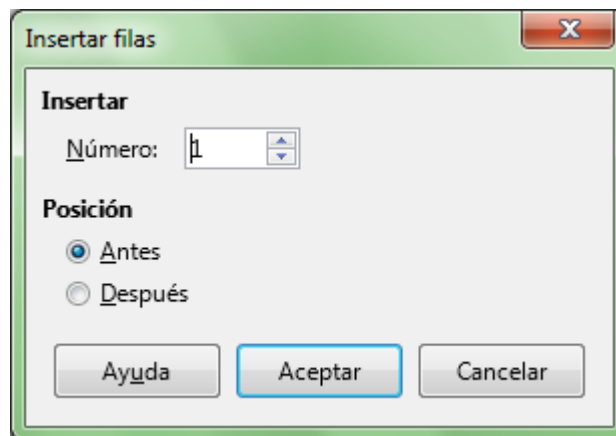 Insertar filas
Insertar
Número: 1
Posición
Antes
Después
Ayuda Aceptar Cancelar